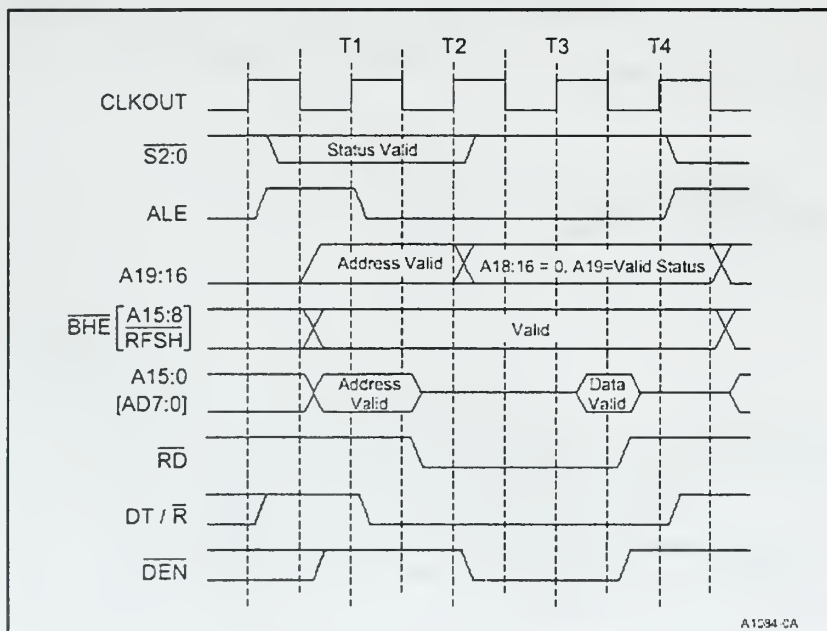 T1 T2 T3 T4
CLKOUT
S2:0 Status Valid
ALE
A19:16 Address Valid A18:16 = 0, A19=Valid Status
BHE [A15:8 RFSH] Valid
A15:0 [AD7:0] Address Valid Data Valid
RD
DT / R
DEN
A1084-0A